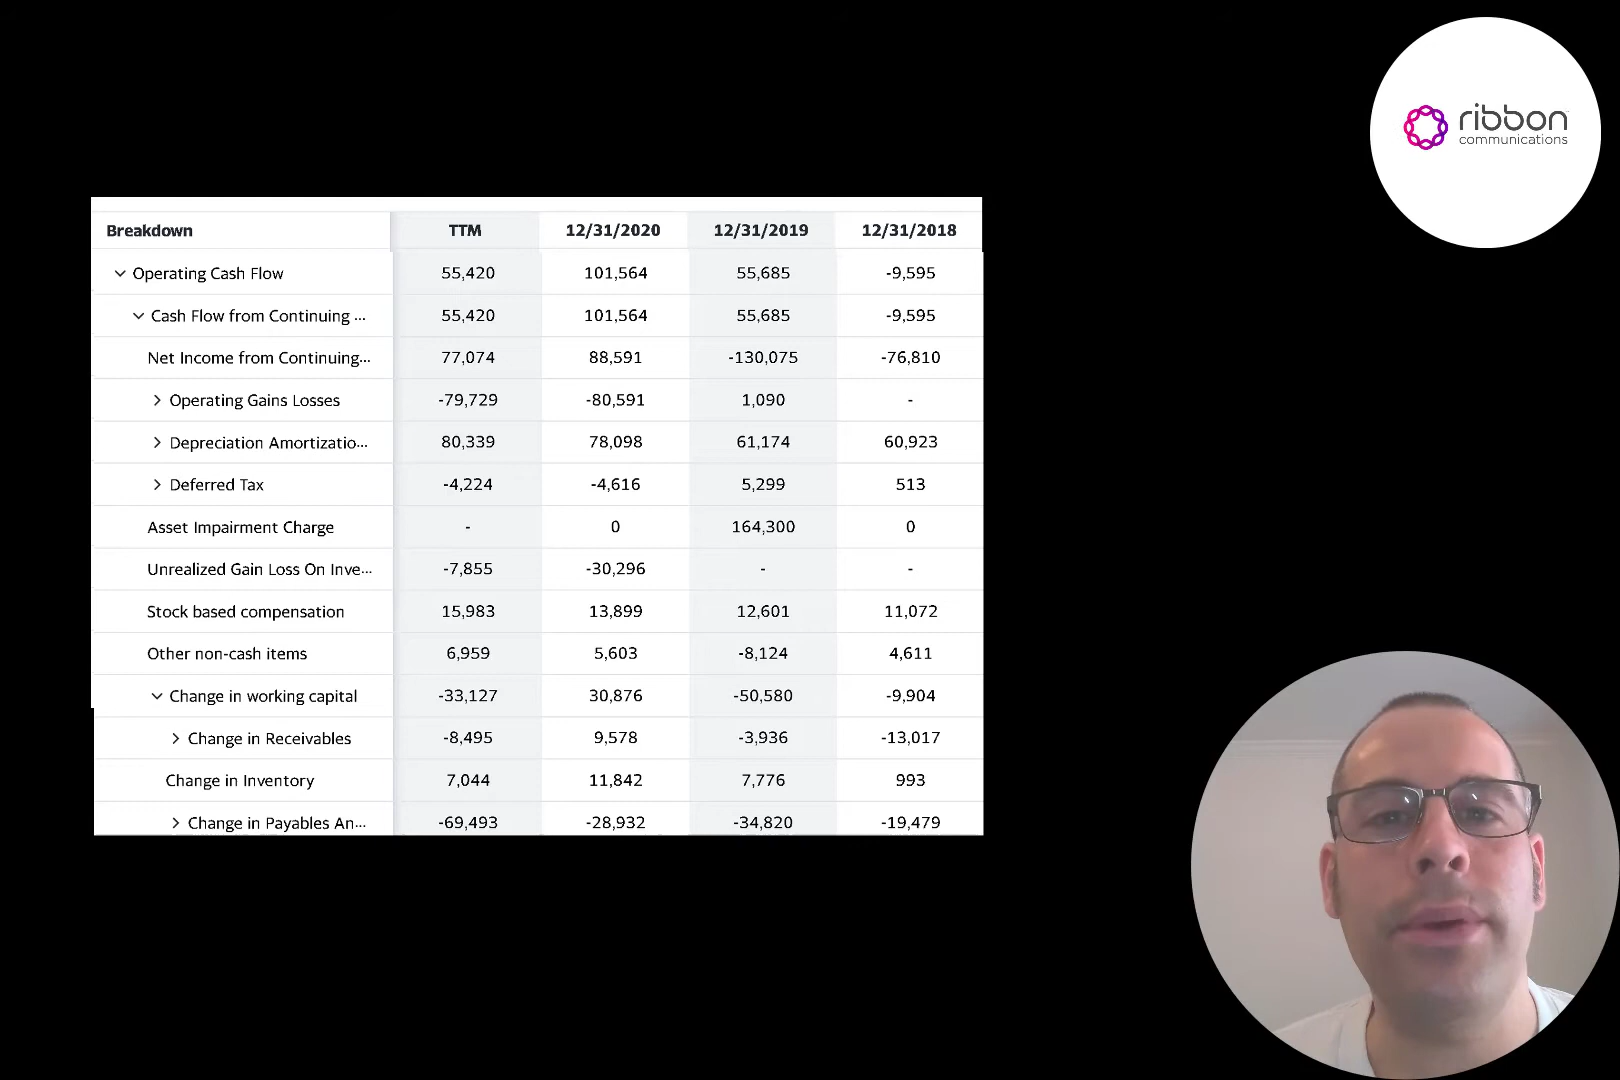 ribbon
communications
Breakdown TTM 12/31/2020 12/31/2019 12/31/2018
Operating Cash Flow 55,420 101,564 55,685 -9,595
Cash Flow from Continuing ... 55,420 101,564 55,685 -9,595
Net Income from Continuing... 77,074 88,591 -130,075 -76,810
Operating Gains Losses -79,729 -80,591 1,090 -
Depreciation Amortizatio... 80,339 78,098 61,174 60,923
Deferred Tax -4,224 -4,616 5,299 513
Asset Impairment Charge - 0 164,300 0
Unrealized Gain Loss On Inve... -7,855 -30,296 - -
Stock based compensation 15,983 13,899 12,601 11,072
Other non-cash items 6,959 5,603 -8,124 4,611
Change in working capital -33,127 30,876 -50,580 -9,904
Change in Receivables -8,495 9,578 -3,936 -13,017
Change in Inventory 7,044 11,842 7,776 993
Change in Payables An... -69,493 -28,932 -34,820 -19,479